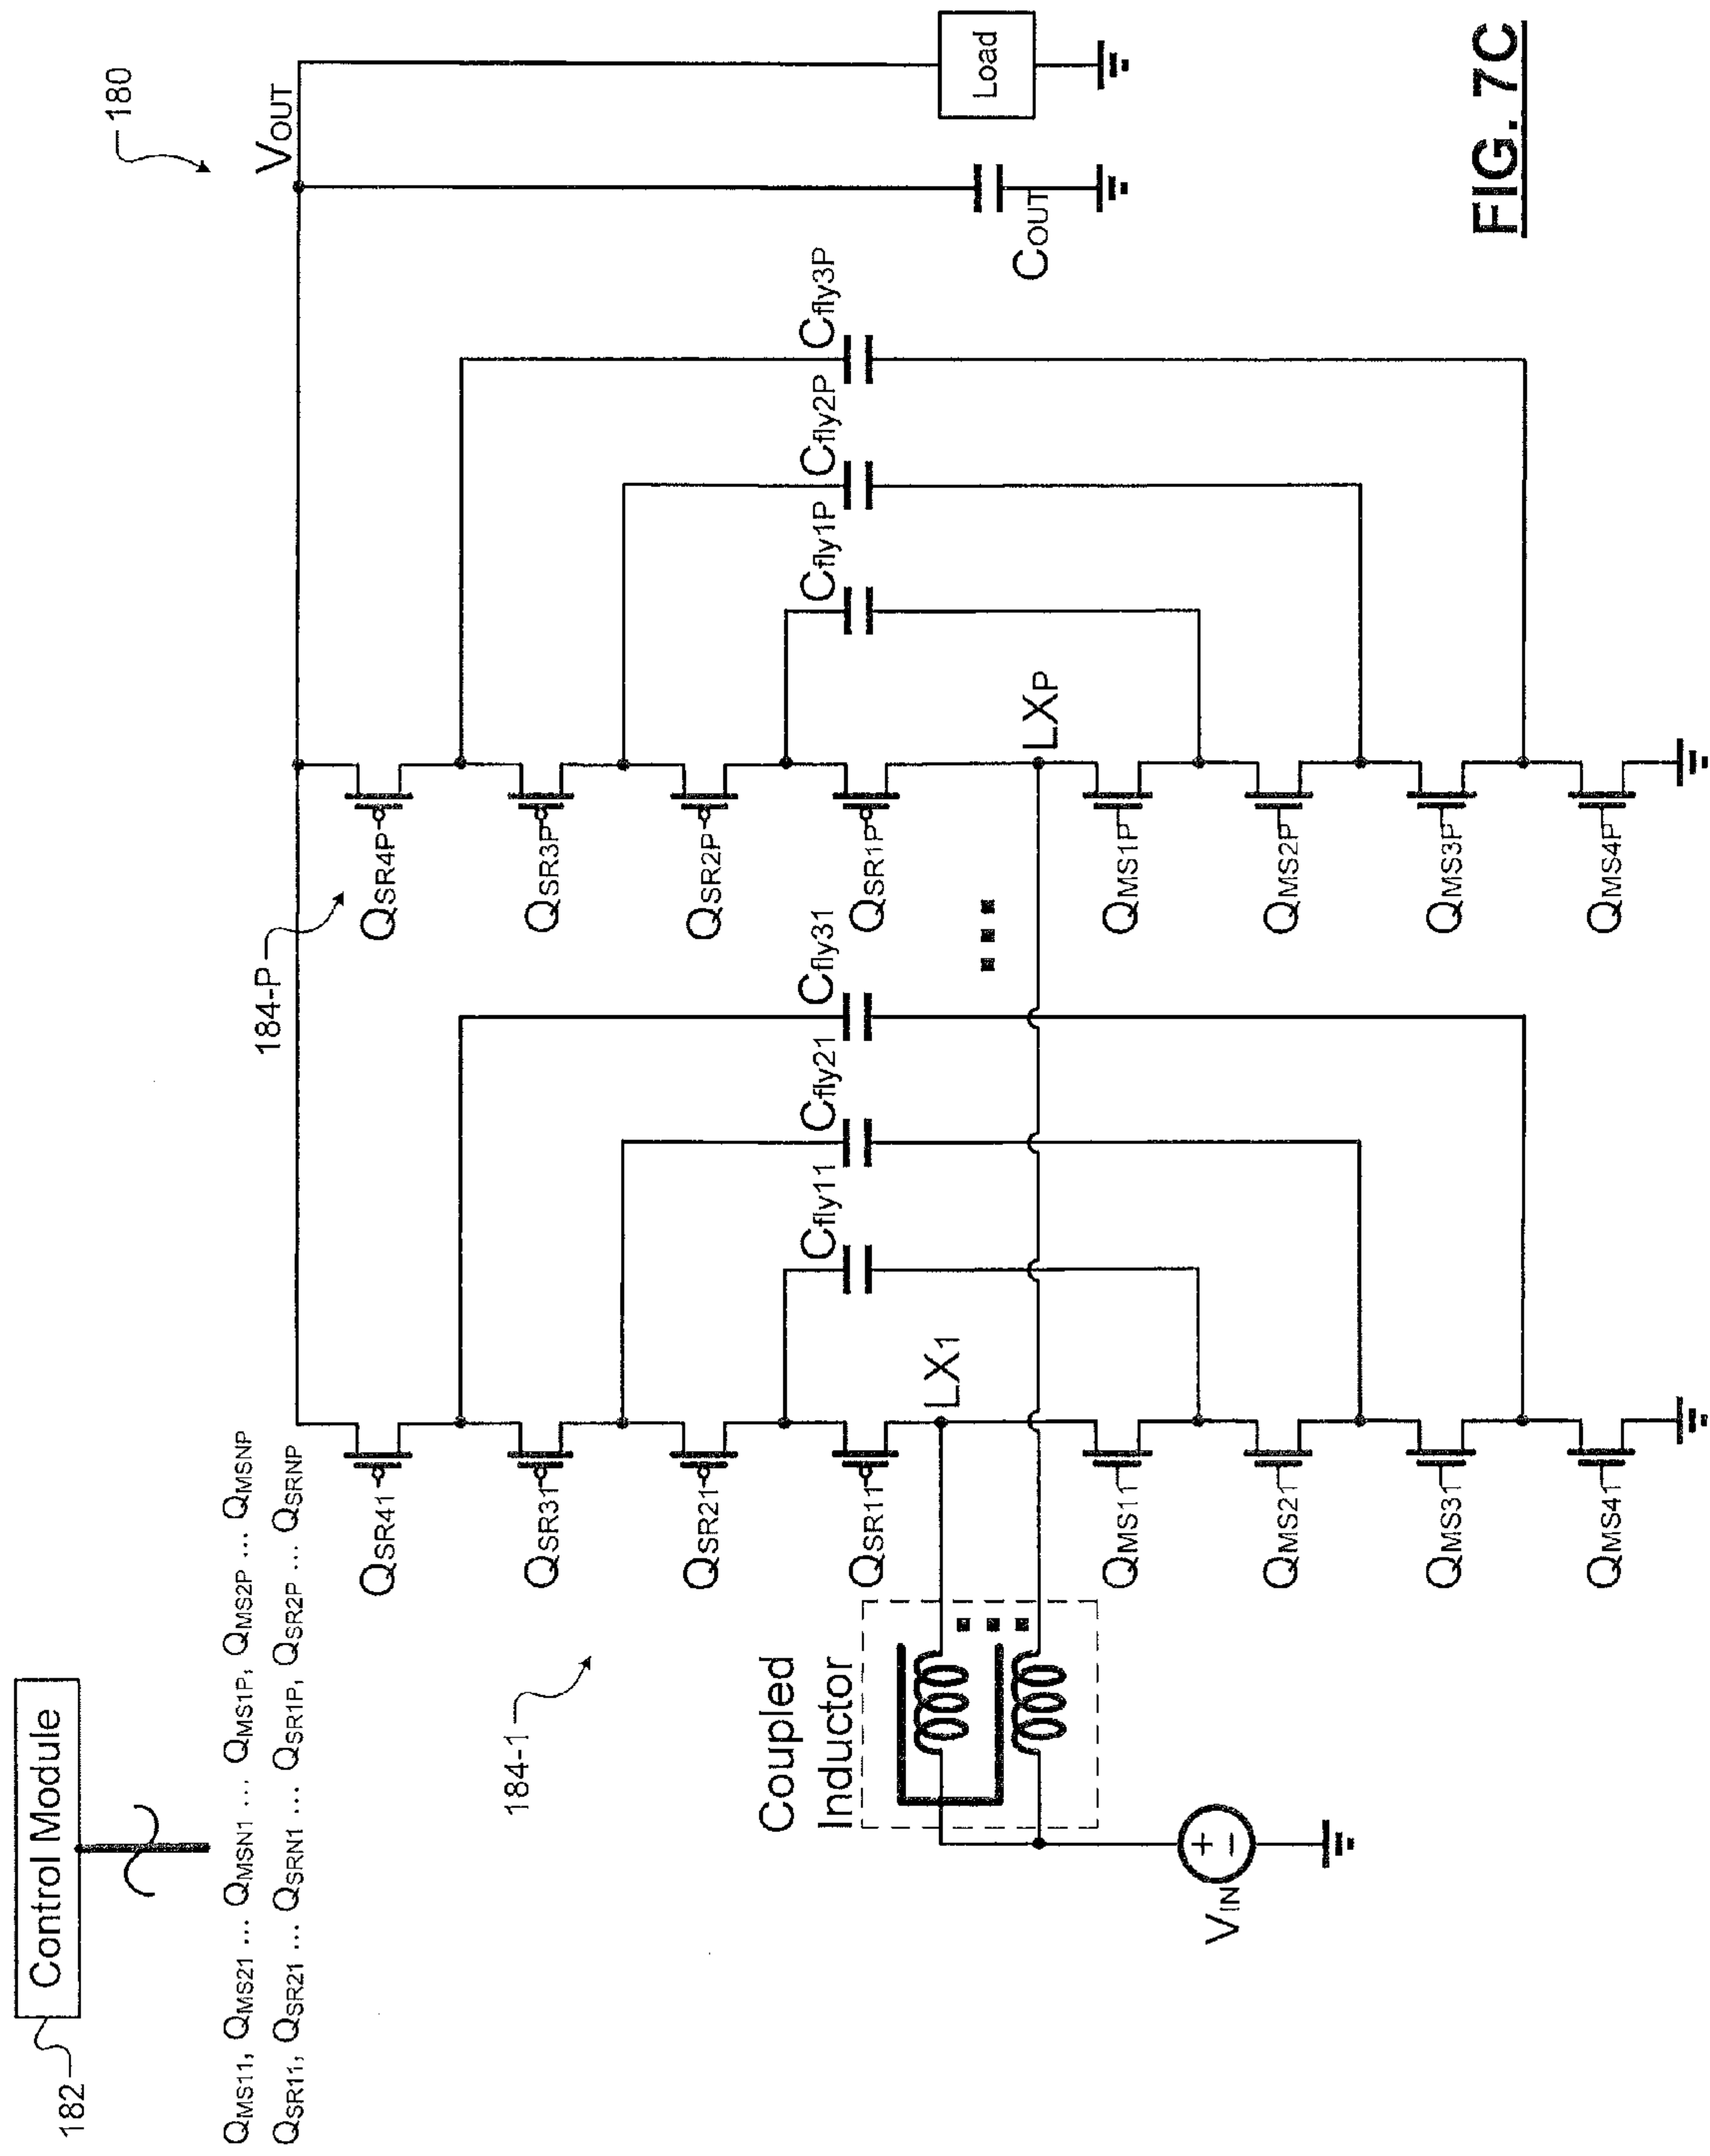 182
Control Module
QMS11, QMS21 ... QMSN1 ... QMS1P, QMS2P ... QMSNP
QSR11, QSR21 ... QSRN1 ... QSR1P, QSR2P ... QSRNP
180
VOUT
184-P
184-1
QSR41
QSR31
QSR21
QSR11
QMS11
QMS21
QMS31
QMS41
Cfly11
Cfly21
Cfly31
LX1
QSR4P
QSR3P
QSR2P
QSR1P
QMS1P
QMS2P
QMS3P
QMS4P
Cfly1P
Cfly2P
Cfly3P
LXP
COUT
Load
Coupled
Inductor
VIN
+
−
FIG. 7C